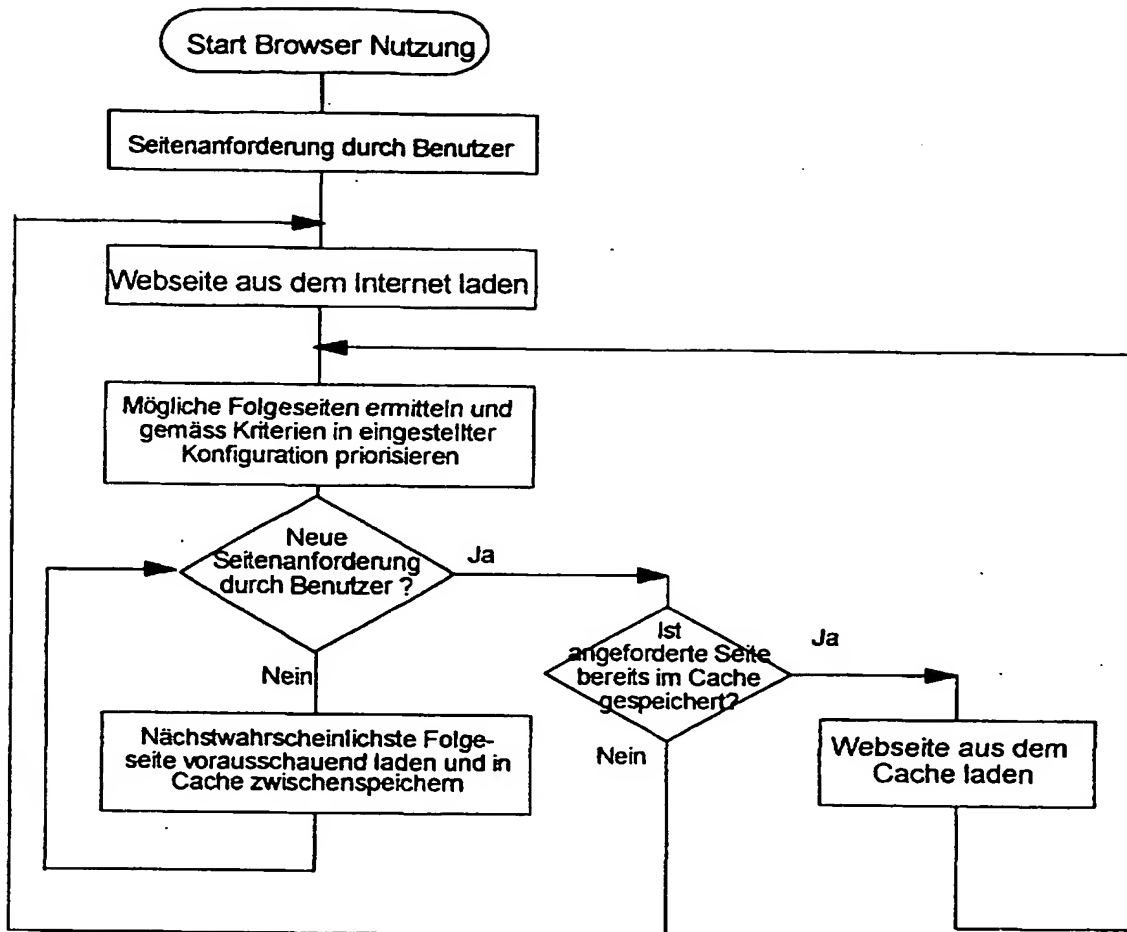 Start Browser Nutzung
Seitenanforderung durch Benutzer
Webseite aus dem Internet laden
Mögliche Folgeseiten ermitteln und
gemäss Kriterien in eingestellter
Konfiguration priorisieren
Neue
Seitenanforderung
durch Benutzer ?
Ja
Nein
Nächstwahrscheinlichste Folge-
seite vorausschauend laden und in
Cache zwischenspeichern
Ist
angeforderte Seite
bereits im Cache
gespeichert?
Ja
Nein
Webseite aus dem
Cache laden